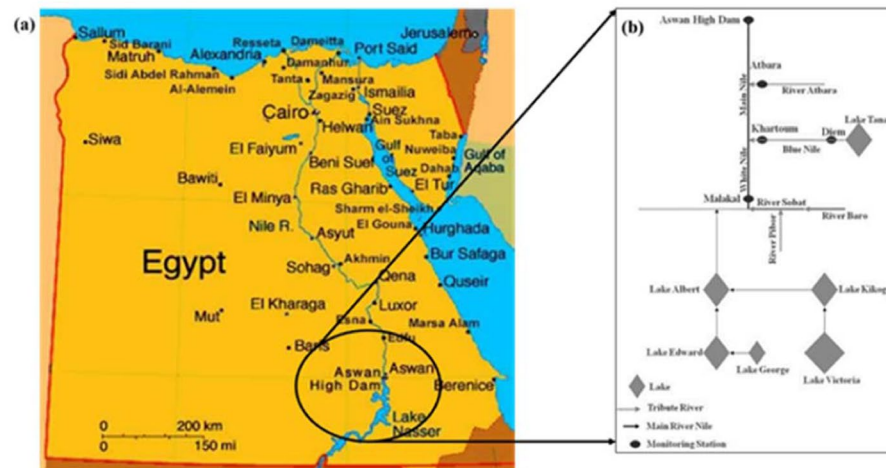 (a)
Sallum
Sid Barani
Matruh
Sidi Abdel Rahman
Al-Alemein
Alexandria
Resseta
Dameitta
Damanhur
Tanta
Mansura
Zagazig
Port Said
Jerusalem
Ismailia
Cairo
Suez
Ain Sukhna
Helwan
Siwa
El Faiyum
Beni Suef
Gulf
of
Suez
Taba
Nuweiba
Dahab
Gulf of
Aqaba
Bawiti
Ras Gharib
El Tur
El Minya
Sharm el-Sheikh
El Gouna
Hurghada
Nile R.
Asyut
Bur Safaga
Egypt
Sohag
Akhmin
Qena
Quseir
Mut
El Kharaga
Luxor
Esna
Marsa Alam
Edfu
Baris
Aswan
High Dam
Aswan
Berenice
Lake
Nasser
0 200 km
0 150 mi
(b)
Aswan High Dam
Atbara
River Atbara
Main Nile
Khartoum
Diem
Lake Tana
Blue Nile
White Nile
Malakal
River Sobat
River Baro
River Pibor
Lake Albert
Lake Kikog
Lake Edward
Lake George
Lake Victoria
Lake
Tribute River
Main River Nile
Monitoring Station